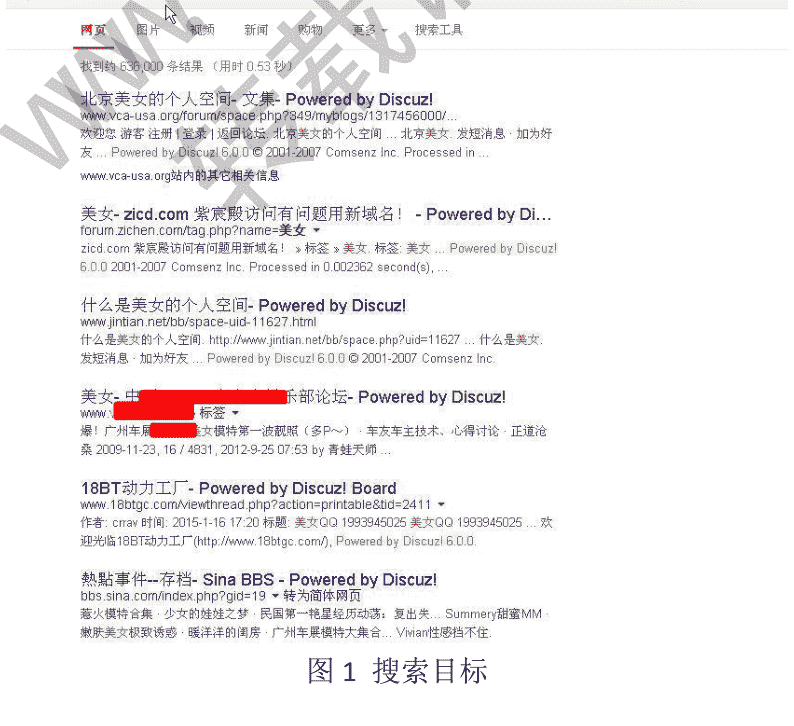 WWW.
转载
网页 图片 视频 新闻 购物 更多 搜索工具
找到约 636,000 条结果 （用时 0.53 秒）
北京美女的个人空间- 文集- Powered by Discuz!
www.vca-usa.org/forum/space.php?349/myblogs/1317456000/...
欢迎您 游客 注册 | 登录 | 返回论坛. 北京美女的个人空间 ... 北京美女. 发短消息 · 加为好
友 ... Powered by Discuz! 6.0.0 © 2001-2007 Comsenz Inc. Processed in ...
www.vca-usa.org站内的其它相关信息
美女- zicd.com 紫宸殿访问有问题用新域名！ - Powered by Di...
forum.zichen.com/tag.php?name=美女
zicd.com 紫宸殿访问有问题用新域名！ » 标签 » 美女. 标签: 美女 ... Powered by Discuz!
6.0.0 2001-2007 Comsenz Inc. Processed in 0.002362 second(s), ...
什么是美女的个人空间- Powered by Discuz!
www.jintian.net/bb/space-uid-11627.html
什么是美女的个人空间. http://www.jintian.net/bb/space.php?uid=11627 ... 什么是美女.
发短消息 · 加为好友 ... Powered by Discuz! 6.0.0 © 2001-2007 Comsenz Inc.
美女- 中 乐部论坛- Powered by Discuz!
www. › 标签
爆！广州车展 美女模特第一波靓照（多P～） · 车友车主技术、心得讨论 · 正道沧
桑 2009-11-23, 16 / 4831, 2012-9-25 07:53 by 青蛙天师 ...
18BT动力工厂- Powered by Discuz! Board
www.18btgc.com/viewthread.php?action=printable&tid=2411
作者: crrav 时间: 2015-1-16 17:20 标题: 美女QQ 1993945025 美女QQ 1993945025 ... 欢
迎光临18BT动力工厂(http://www.18btgc.com/), Powered by Discuz! 6.0.0.
熱點事件--存档- Sina BBS - Powered by Discuz!
bbs.sina.com/index.php?gid=19 转为简体网页
惹火模特合集 · 少女的娃娃之梦 · 民国第一艳星经历动荡：复出失... Summery甜蜜MM ·
嫩肤美女极致诱惑 · 暖洋洋的闺房 · 广州车展模特大集合... Vivian性感挡不住.
图 1 搜索目标